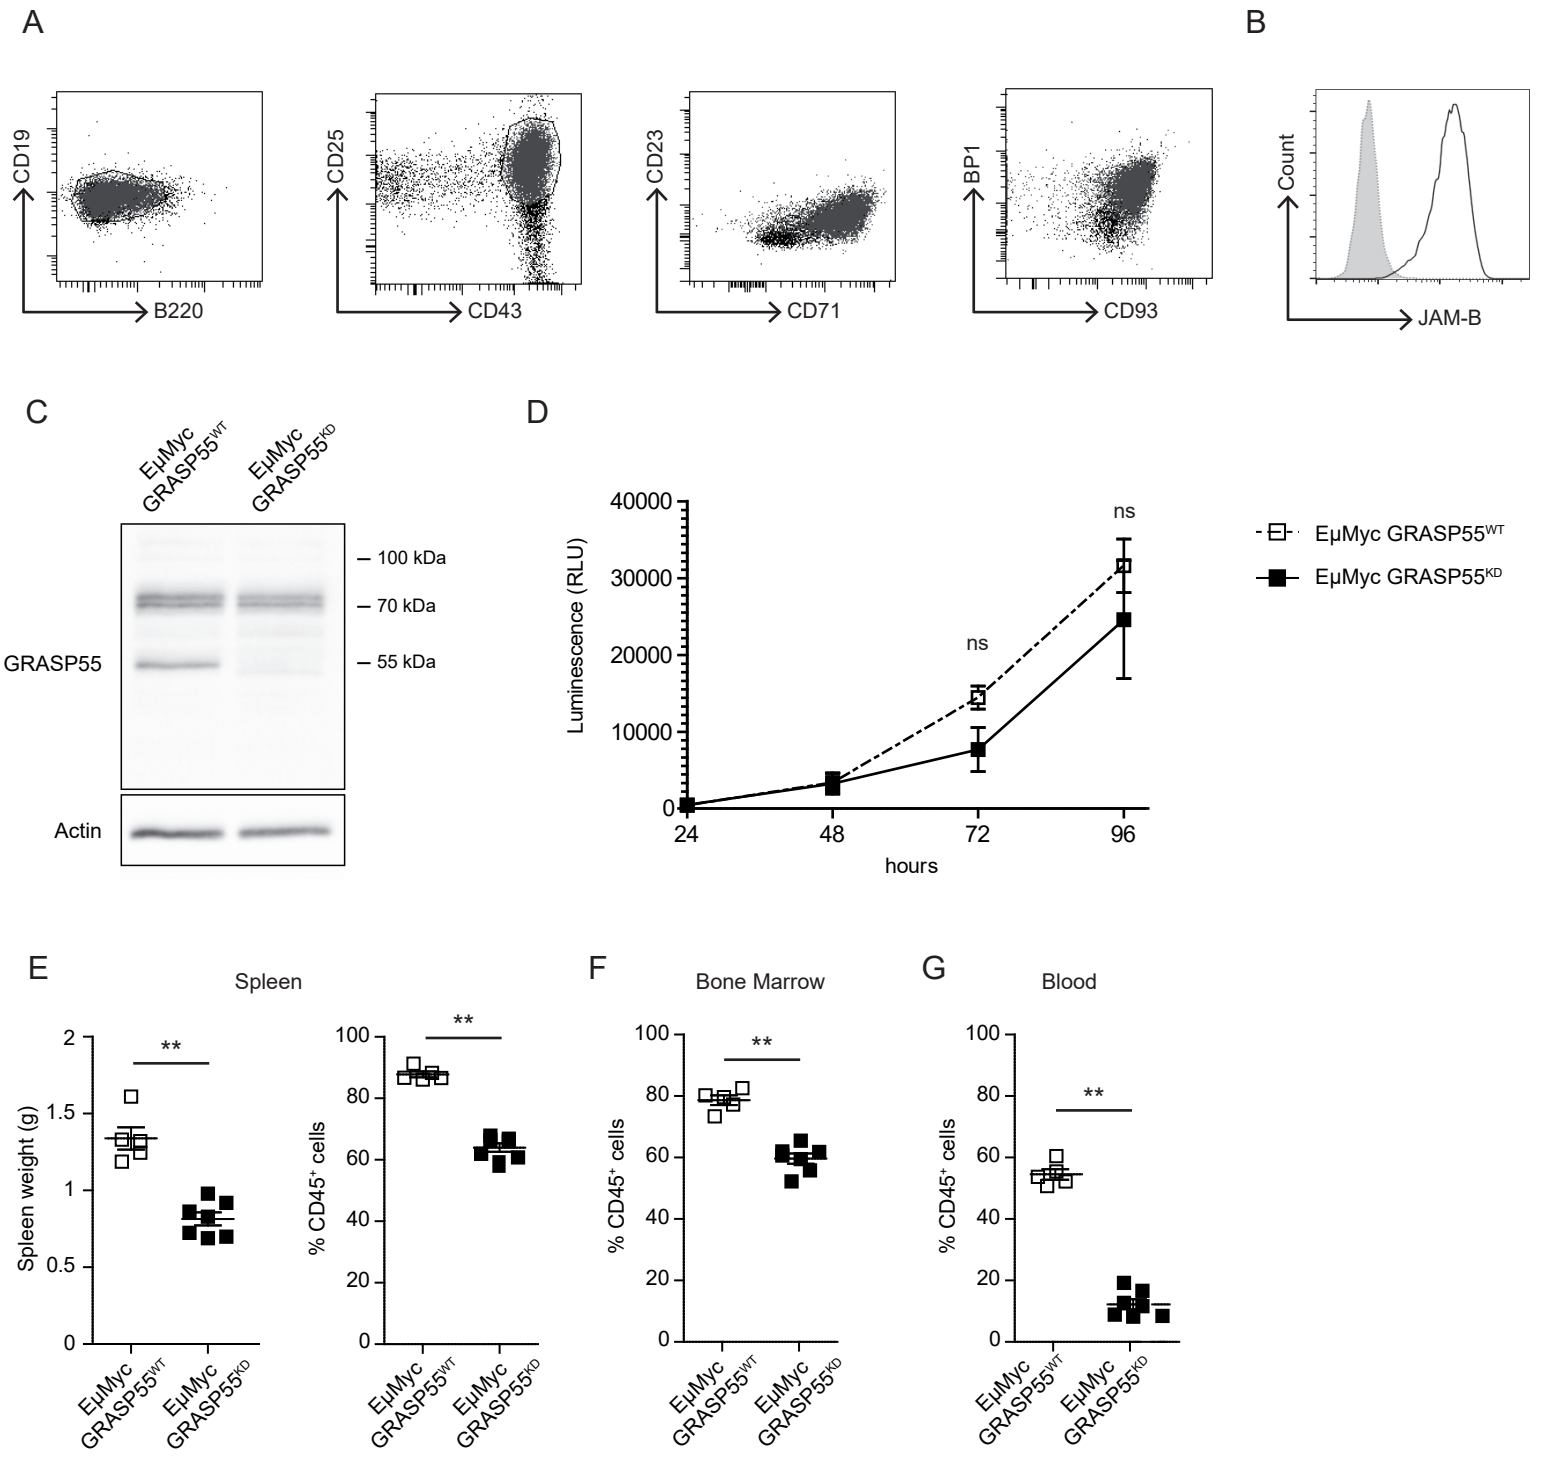 A
B
CD19
B220
CD25
CD43
CD23
CD71
BP1
CD93
Count
JAM-B
C
D
EµMyc
GRASP55WT
EµMyc
GRASP55KD
– 100 kDa
– 70 kDa
– 55 kDa
GRASP55
Actin
Luminescence (RLU)
40000
30000
20000
10000
0
ns
ns
24
48
72
96
hours
EµMyc GRASP55WT
EµMyc GRASP55KD
E
Spleen
F
Bone Marrow
G
Blood
Spleen weight (g)
2
1.5
1
0.5
0
**
EµMyc
GRASP55WT
EµMyc
GRASP55KD
% CD45+ cells
100
80
60
40
20
0
**
EµMyc
GRASP55WT
EµMyc
GRASP55KD
% CD45+ cells
100
80
60
40
20
0
**
EµMyc
GRASP55WT
EµMyc
GRASP55KD
% CD45+ cells
100
80
60
40
20
0
**
EµMyc
GRASP55WT
EµMyc
GRASP55KD